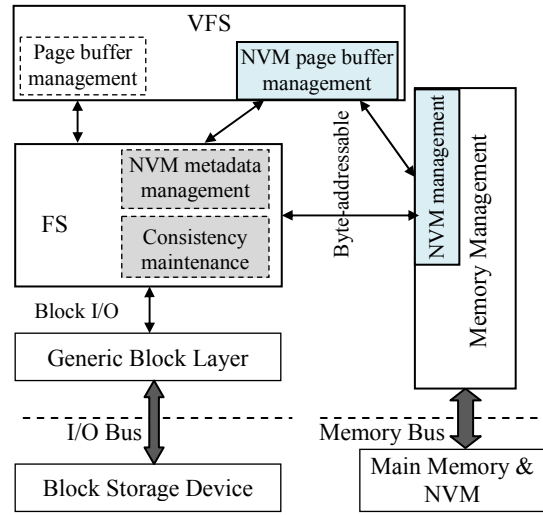 VFS
Page buffer
management
NVM page buffer
management
NVM metadata
management
FS
Consistency
maintenance
Byte-addressable
NVM management
Memory Management
Block I/O
Generic Block Layer
I/O Bus
Memory Bus
Block Storage Device
Main Memory &
NVM